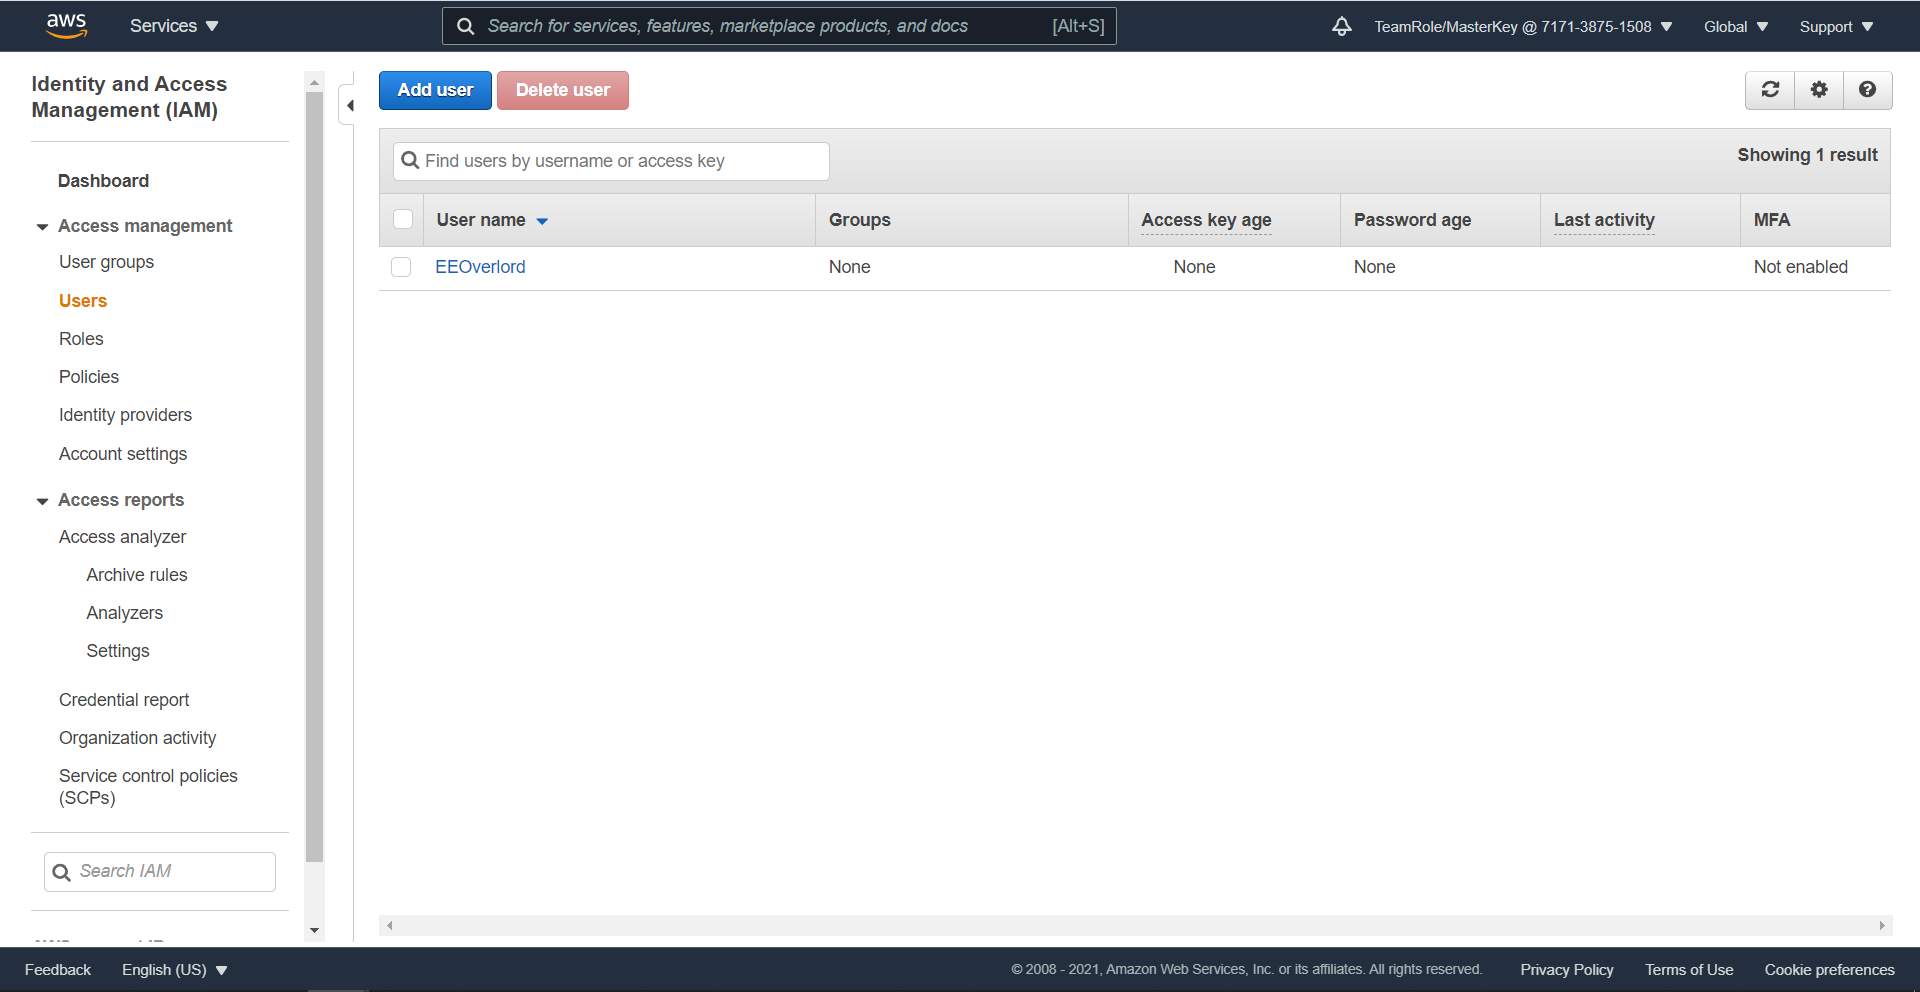 aws
Services
Search for services, features, marketplace products, and docs
[Alt+S]
TeamRole/MasterKey @ 7171-3875-1508
Global
Support
Identity and Access
Management (IAM)
Dashboard
Access management
User groups
Users
Roles
Policies
Identity providers
Account settings
Access reports
Access analyzer
Archive rules
Analyzers
Settings
Credential report
Organization activity
Service control policies
(SCPs)
Search IAM
Add user
Delete user
Find users by username or access key
Showing 1 result
User name
Groups
Access key age
Password age
Last activity
MFA
EEOverlord
None
None
None
Not enabled
Feedback
English (US)
© 2008 - 2021, Amazon Web Services, Inc. or its affiliates. All rights reserved.
Privacy Policy
Terms of Use
Cookie preferences